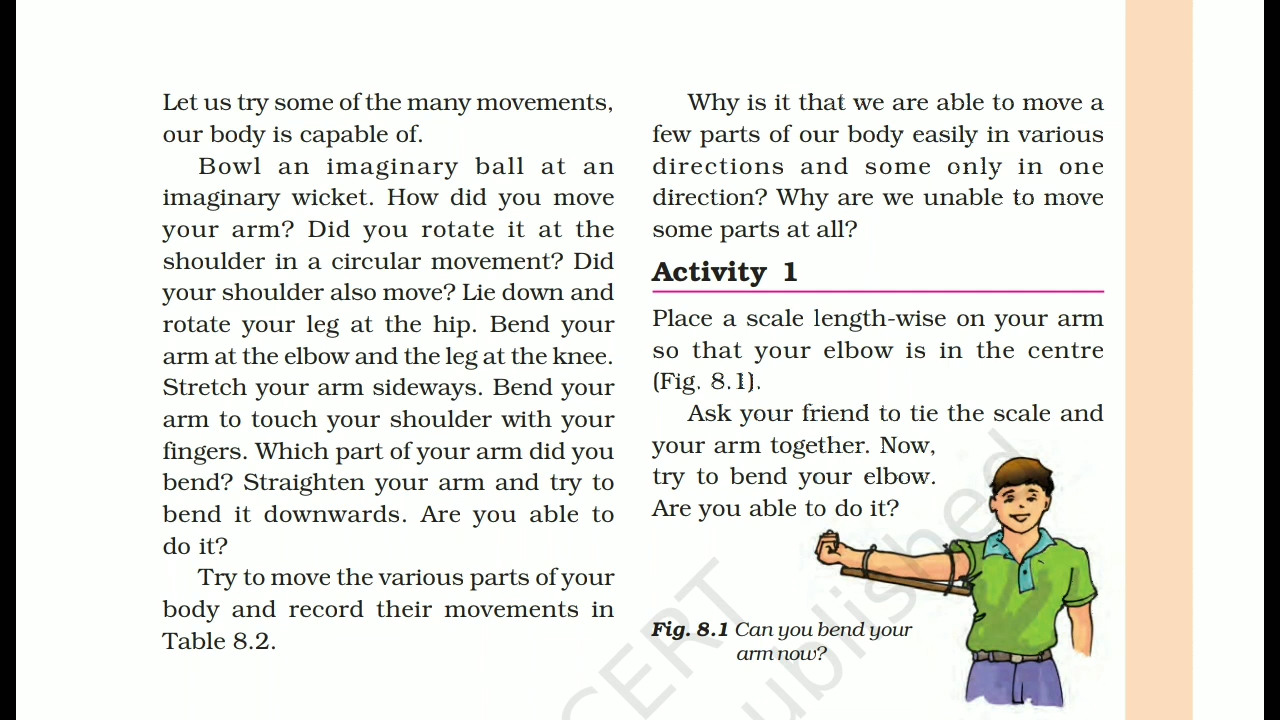 Let us try some of the many movements,
our body is capable of.
Bowl an imaginary ball at an
imaginary wicket. How did you move
your arm? Did you rotate it at the
shoulder in a circular movement? Did
your shoulder also move? Lie down and
rotate your leg at the hip. Bend your
arm at the elbow and the leg at the knee.
Stretch your arm sideways. Bend your
arm to touch your shoulder with your
fingers. Which part of your arm did you
bend? Straighten your arm and try to
bend it downwards. Are you able to
do it?
Try to move the various parts of your
body and record their movements in
Table 8.2.
Why is it that we are able to move a
few parts of our body easily in various
directions and some only in one
direction? Why are we unable to move
some parts at all?
Activity 1
Place a scale length-wise on your arm
so that your elbow is in the centre
(Fig. 8.1).
Ask your friend to tie the scale and
your arm together. Now,
try to bend your elbow.
Are you able to do it?
Fig. 8.1 Can you bend your
arm now?
CERT
ublished